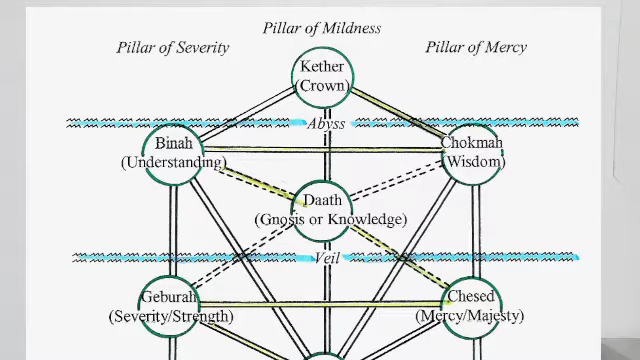 Pillar of Mildness
Pillar of Severity
Pillar of Mercy
Kether
(Crown)
Abyss
Binah
(Understanding)
Chokmah
(Wisdom)
Daath
(Gnosis or Knowledge)
Veil
Geburah
(Severity/Strength)
Chesed
(Mercy/Majesty)